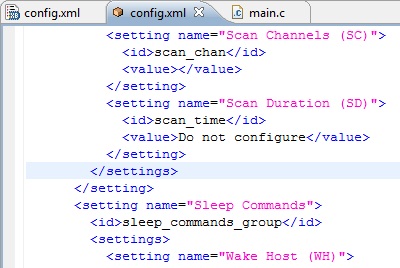 config.xml config.xml main.c
<setting name="Scan Channels (SC)">
<id>scan_chan</id>
<value></value>
</setting>
<setting name="Scan Duration (SD)">
<id>scan_time</id>
<value>Do not configure</value>
</setting>
</settings>
</setting>
<setting name="Sleep Commands">
<id>sleep_commands_group</id>
<settings>
<setting name="Wake Host (WH)">